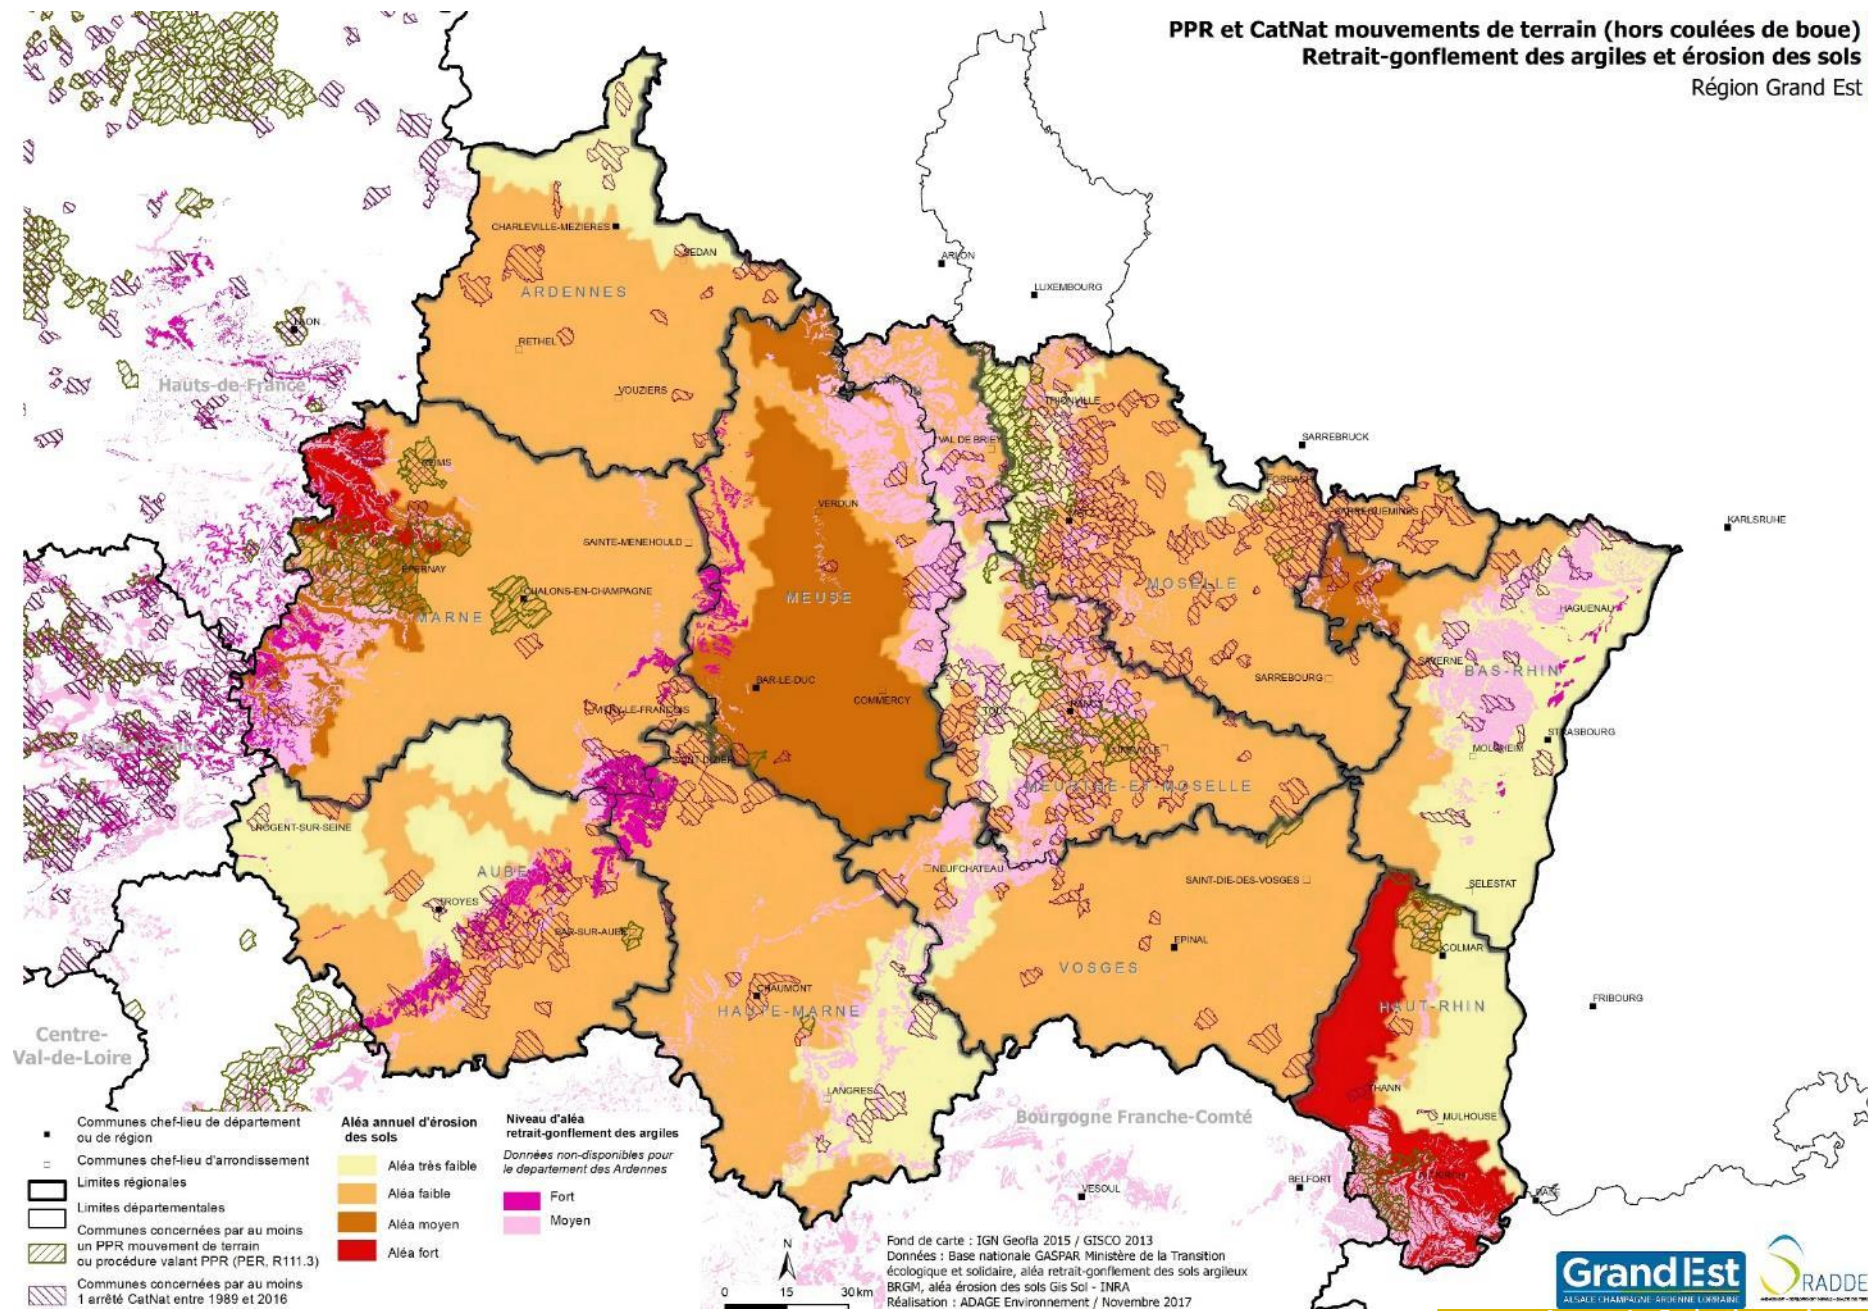 PPR et CatNat mouvements de terrain (hors coulées de boue)
Retrait-gonflement des argiles et érosion des sols
Région Grand Est
ARLON
LUXEMBOURG
CHARLEVILLE-MEZIERES
SEDAN
ARDENNES
LAON
RETHEL
Hauts-de-France
VOUZIERS
THIONVILLE
VAL DE BRIEY
SARREBRUCK
REIMS
FORBACH
VERDUN
SARREGUEMINES
METZ
KARLSRUHE
SAINTE-MENEHOULD
EPERNAY
CHALONS-EN-CHAMPAGNE
MEUSE
MOSELLE
HAGUENAU
MARNE
SAVERNE
BAS-RHIN
BAR-LE-DUC
SARREBOURG
COMMERCY
VITRY-LE-FRANCOIS
TOUL
NANCY
STRASBOURG
LUNEVILLE
MOLSHEIM
SAINT-DIZIER
MEURTHE-ET-MOSELLE
NOGENT-SUR-SEINE
AUBE
NEUFCHATEAU
SAINT-DIE-DES-VOSGES
SELESTAT
TROYES
BAR-SUR-AUBE
EPINAL
COLMAR
VOSGES
CHAUMONT
HAUTE-MARNE
HAUT-RHIN
FRIBOURG
Centre-
Val-de-Loire
LANGRES
THANN
MULHOUSE
Bourgogne Franche-Comté
VESOUL
BELFORT
Communes chef-lieu de département
ou de région
Communes chef-lieu d'arrondissement
Limites régionales
Limites départementales
Communes concernées par au moins
un PPR mouvement de terrain
ou procédure valant PPR (PER, R111.3)
Communes concernées par au moins
1 arrêté CatNat entre 1989 et 2016
Aléa annuel d'érosion
des sols
Aléa très faible
Aléa faible
Aléa moyen
Aléa fort
Niveau d'aléa
retrait-gonflement des argiles
Données non-disponibles pour
le departement des Ardennes
Fort
Moyen
N
0 15 30 km
Fond de carte : IGN Geofla 2015 / GISCO 2013
Données : Base nationale GASPAR Ministère de la Transition
écologique et solidaire, aléa retrait-gonflement des sols argileux
BRGM, aléa érosion des sols Gis Sol - INRA
Réalisation : ADAGE Environnement / Novembre 2017
Grand Est
ALSACE CHAMPAGNE-ARDENNE LORRAINE
SRADDET